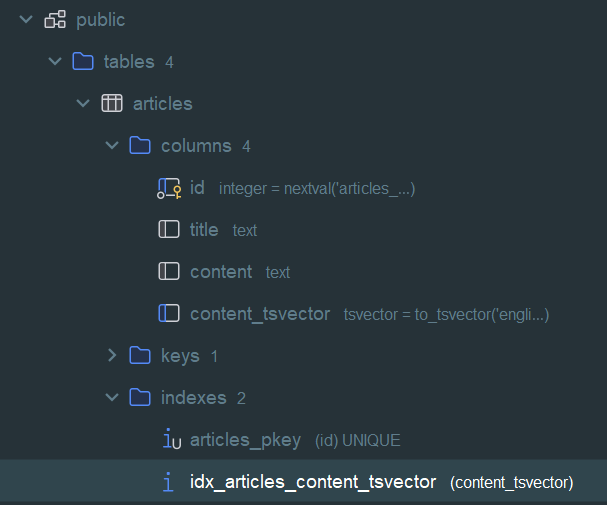 public
tables 4
articles
columns 4
id integer = nextval('articles_...)
title text
content text
content_tsvector tsvector = to_tsvector('engli...)
keys 1
indexes 2
articles_pkey (id) UNIQUE
idx_articles_content_tsvector (content_tsvector)